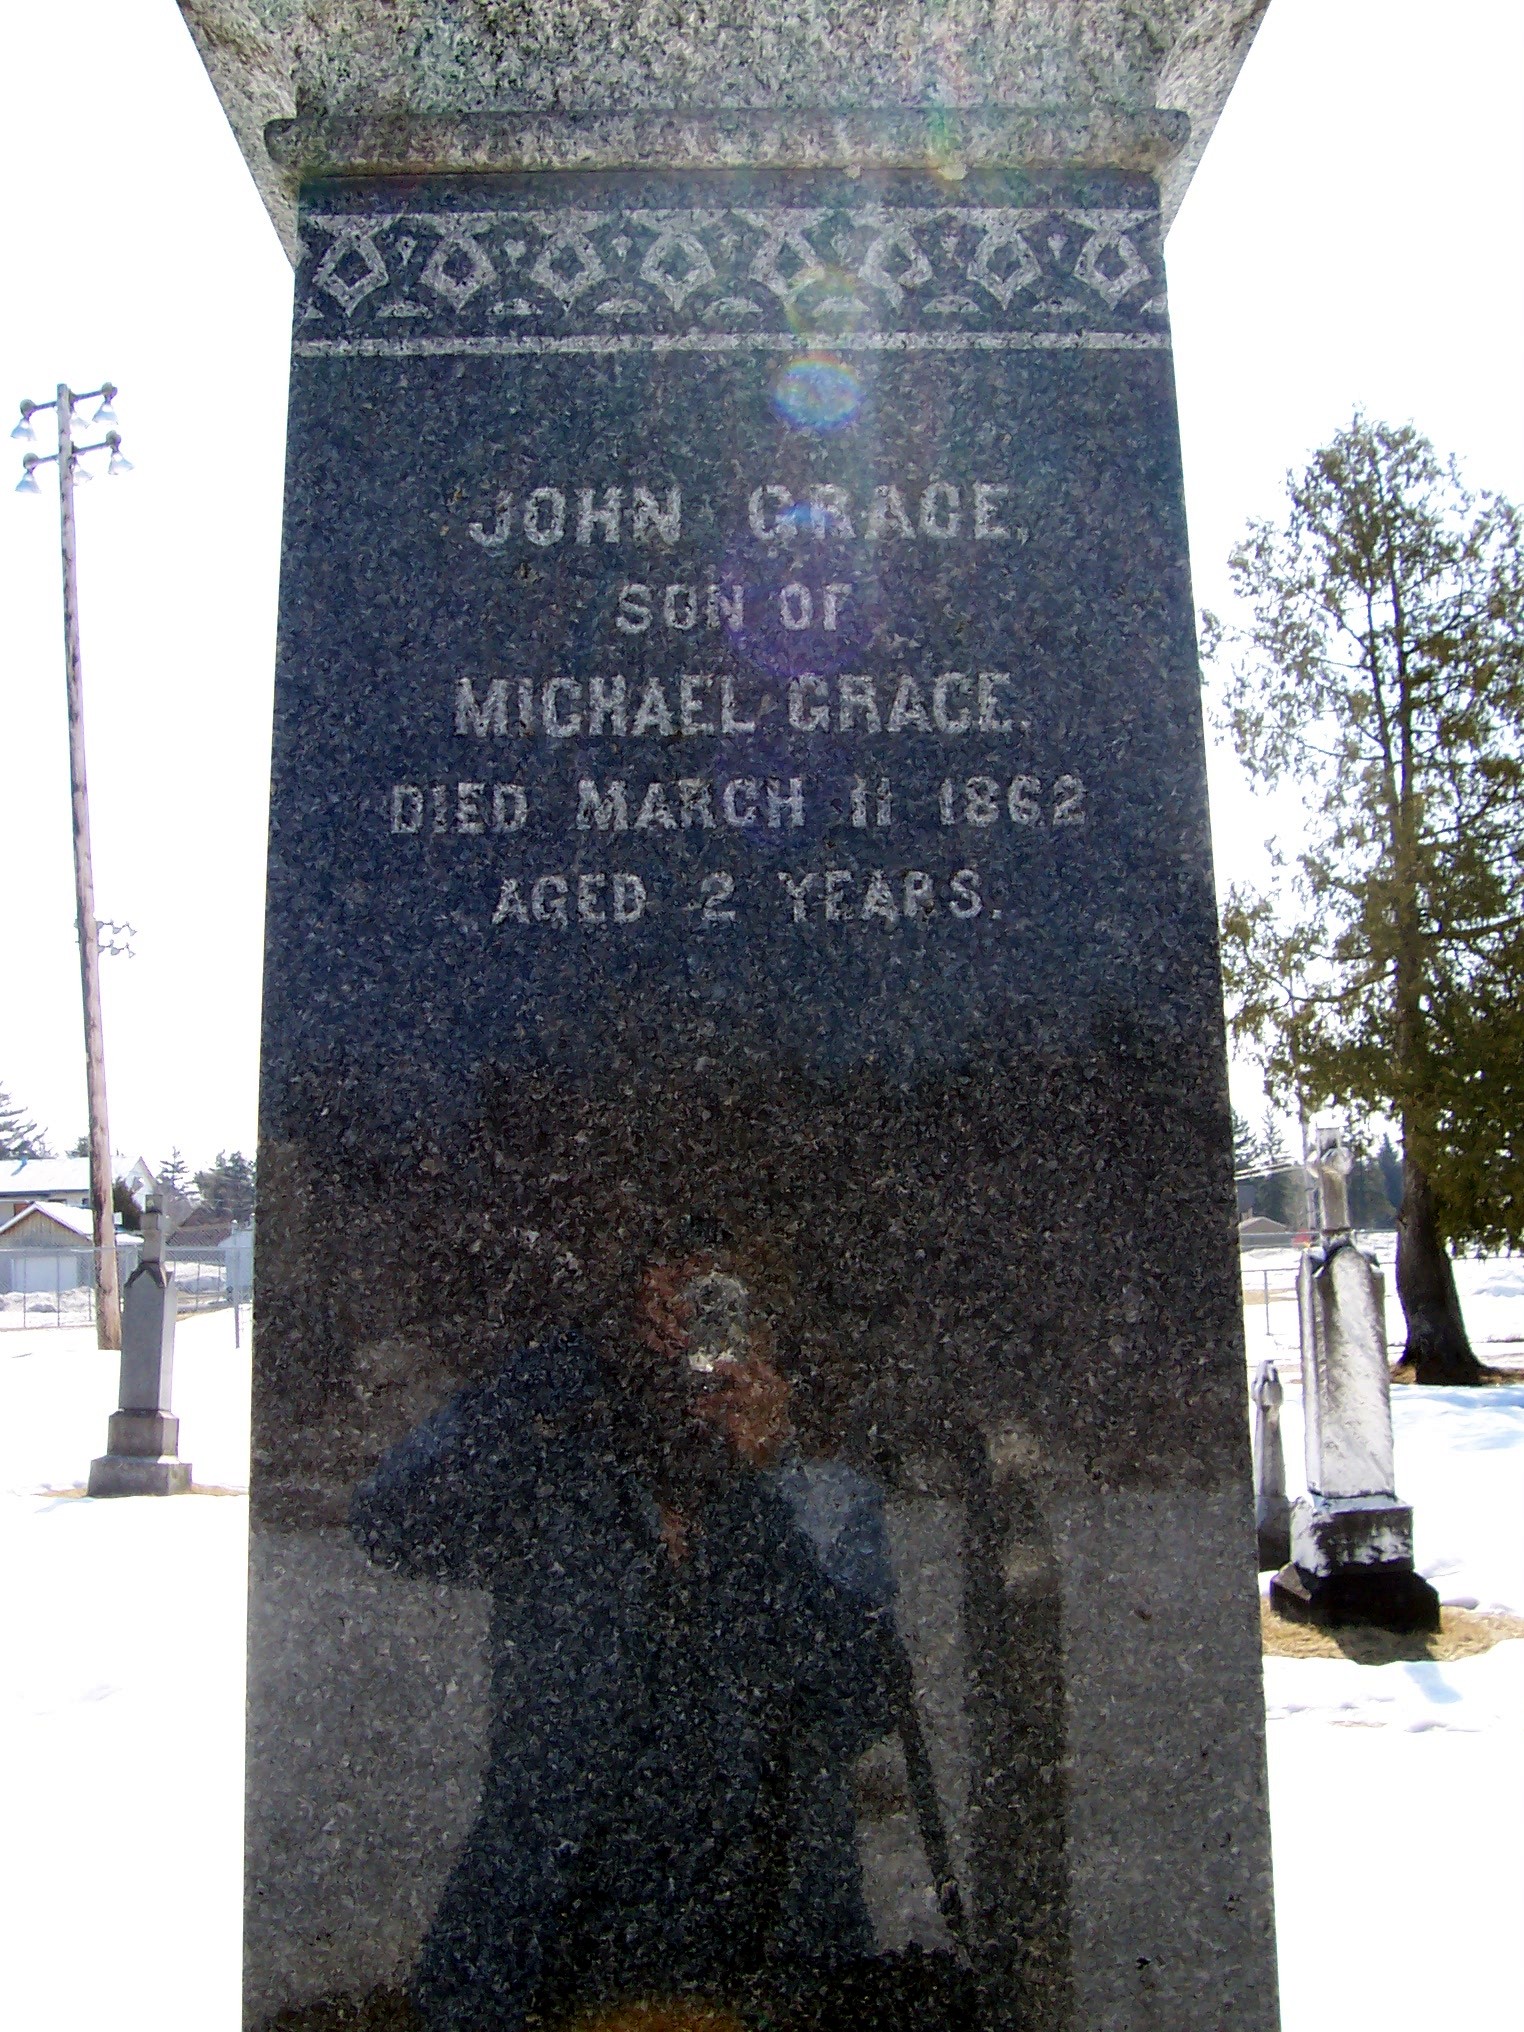 JOHN GRACE,
SON OF
MICHAEL GRACE.
DIED MARCH 11 1862
AGED 2 YEARS.